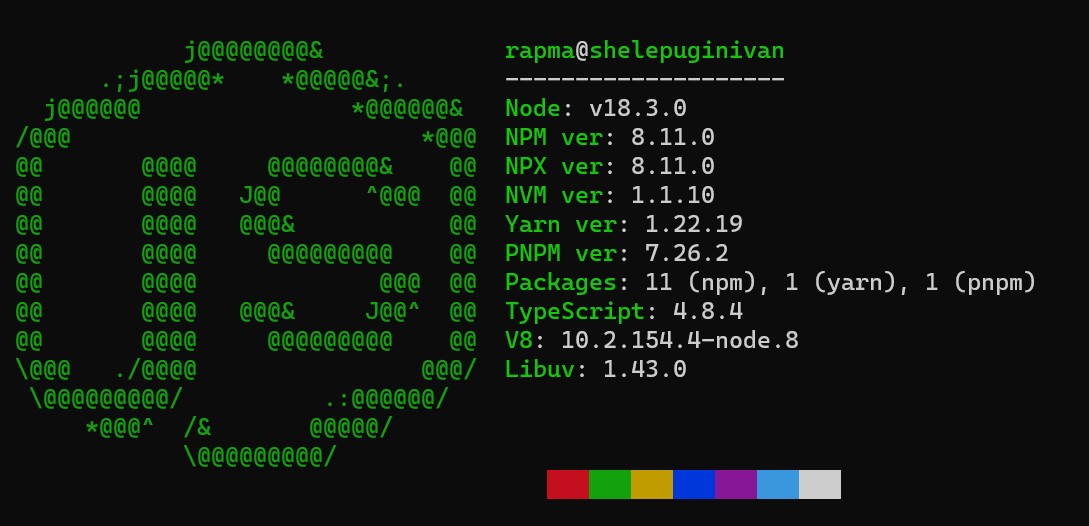 rapma@shelepuginivan
--------------------
Node: v18.3.0
NPM ver: 8.11.0
NPX ver: 8.11.0
NVM ver: 1.1.10
Yarn ver: 1.22.19
PNPM ver: 7.26.2
Packages: 11 (npm), 1 (yarn), 1 (pnpm)
TypeScript: 4.8.4
V8: 10.2.154.4-node.8
Libuv: 1.43.0